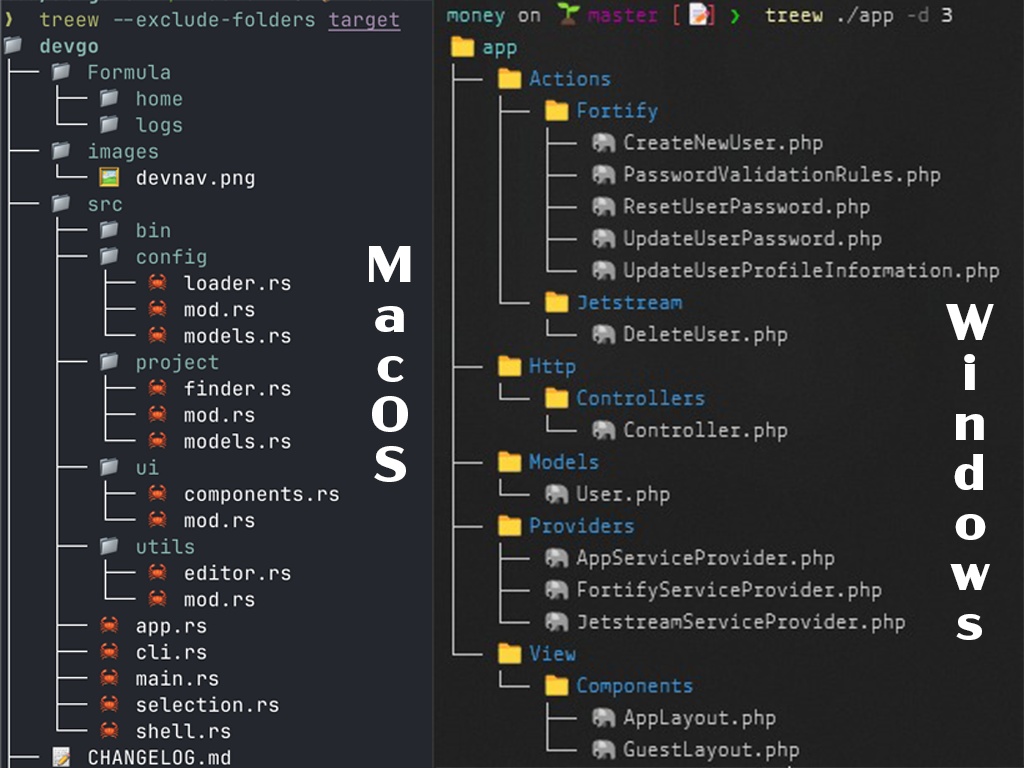 ❯ treew --exclude-folders target
devgo
Formula
home
logs
images
devnav.png
src
bin
config
loader.rs
mod.rs
models.rs
project
finder.rs
mod.rs
models.rs
ui
components.rs
mod.rs
utils
editor.rs
mod.rs
app.rs
cli.rs
main.rs
selection.rs
shell.rs
CHANGELOG.md
MacOS
money on master [📝] ❯ treew ./app -d 3
app
Actions
Fortify
CreateNewUser.php
PasswordValidationRules.php
ResetUserPassword.php
UpdateUserPassword.php
UpdateUserProfileInformation.php
Jetstream
DeleteUser.php
Http
Controllers
Controller.php
Models
User.php
Providers
AppServiceProvider.php
FortifyServiceProvider.php
JetstreamServiceProvider.php
View
Components
AppLayout.php
GuestLayout.php
Windows